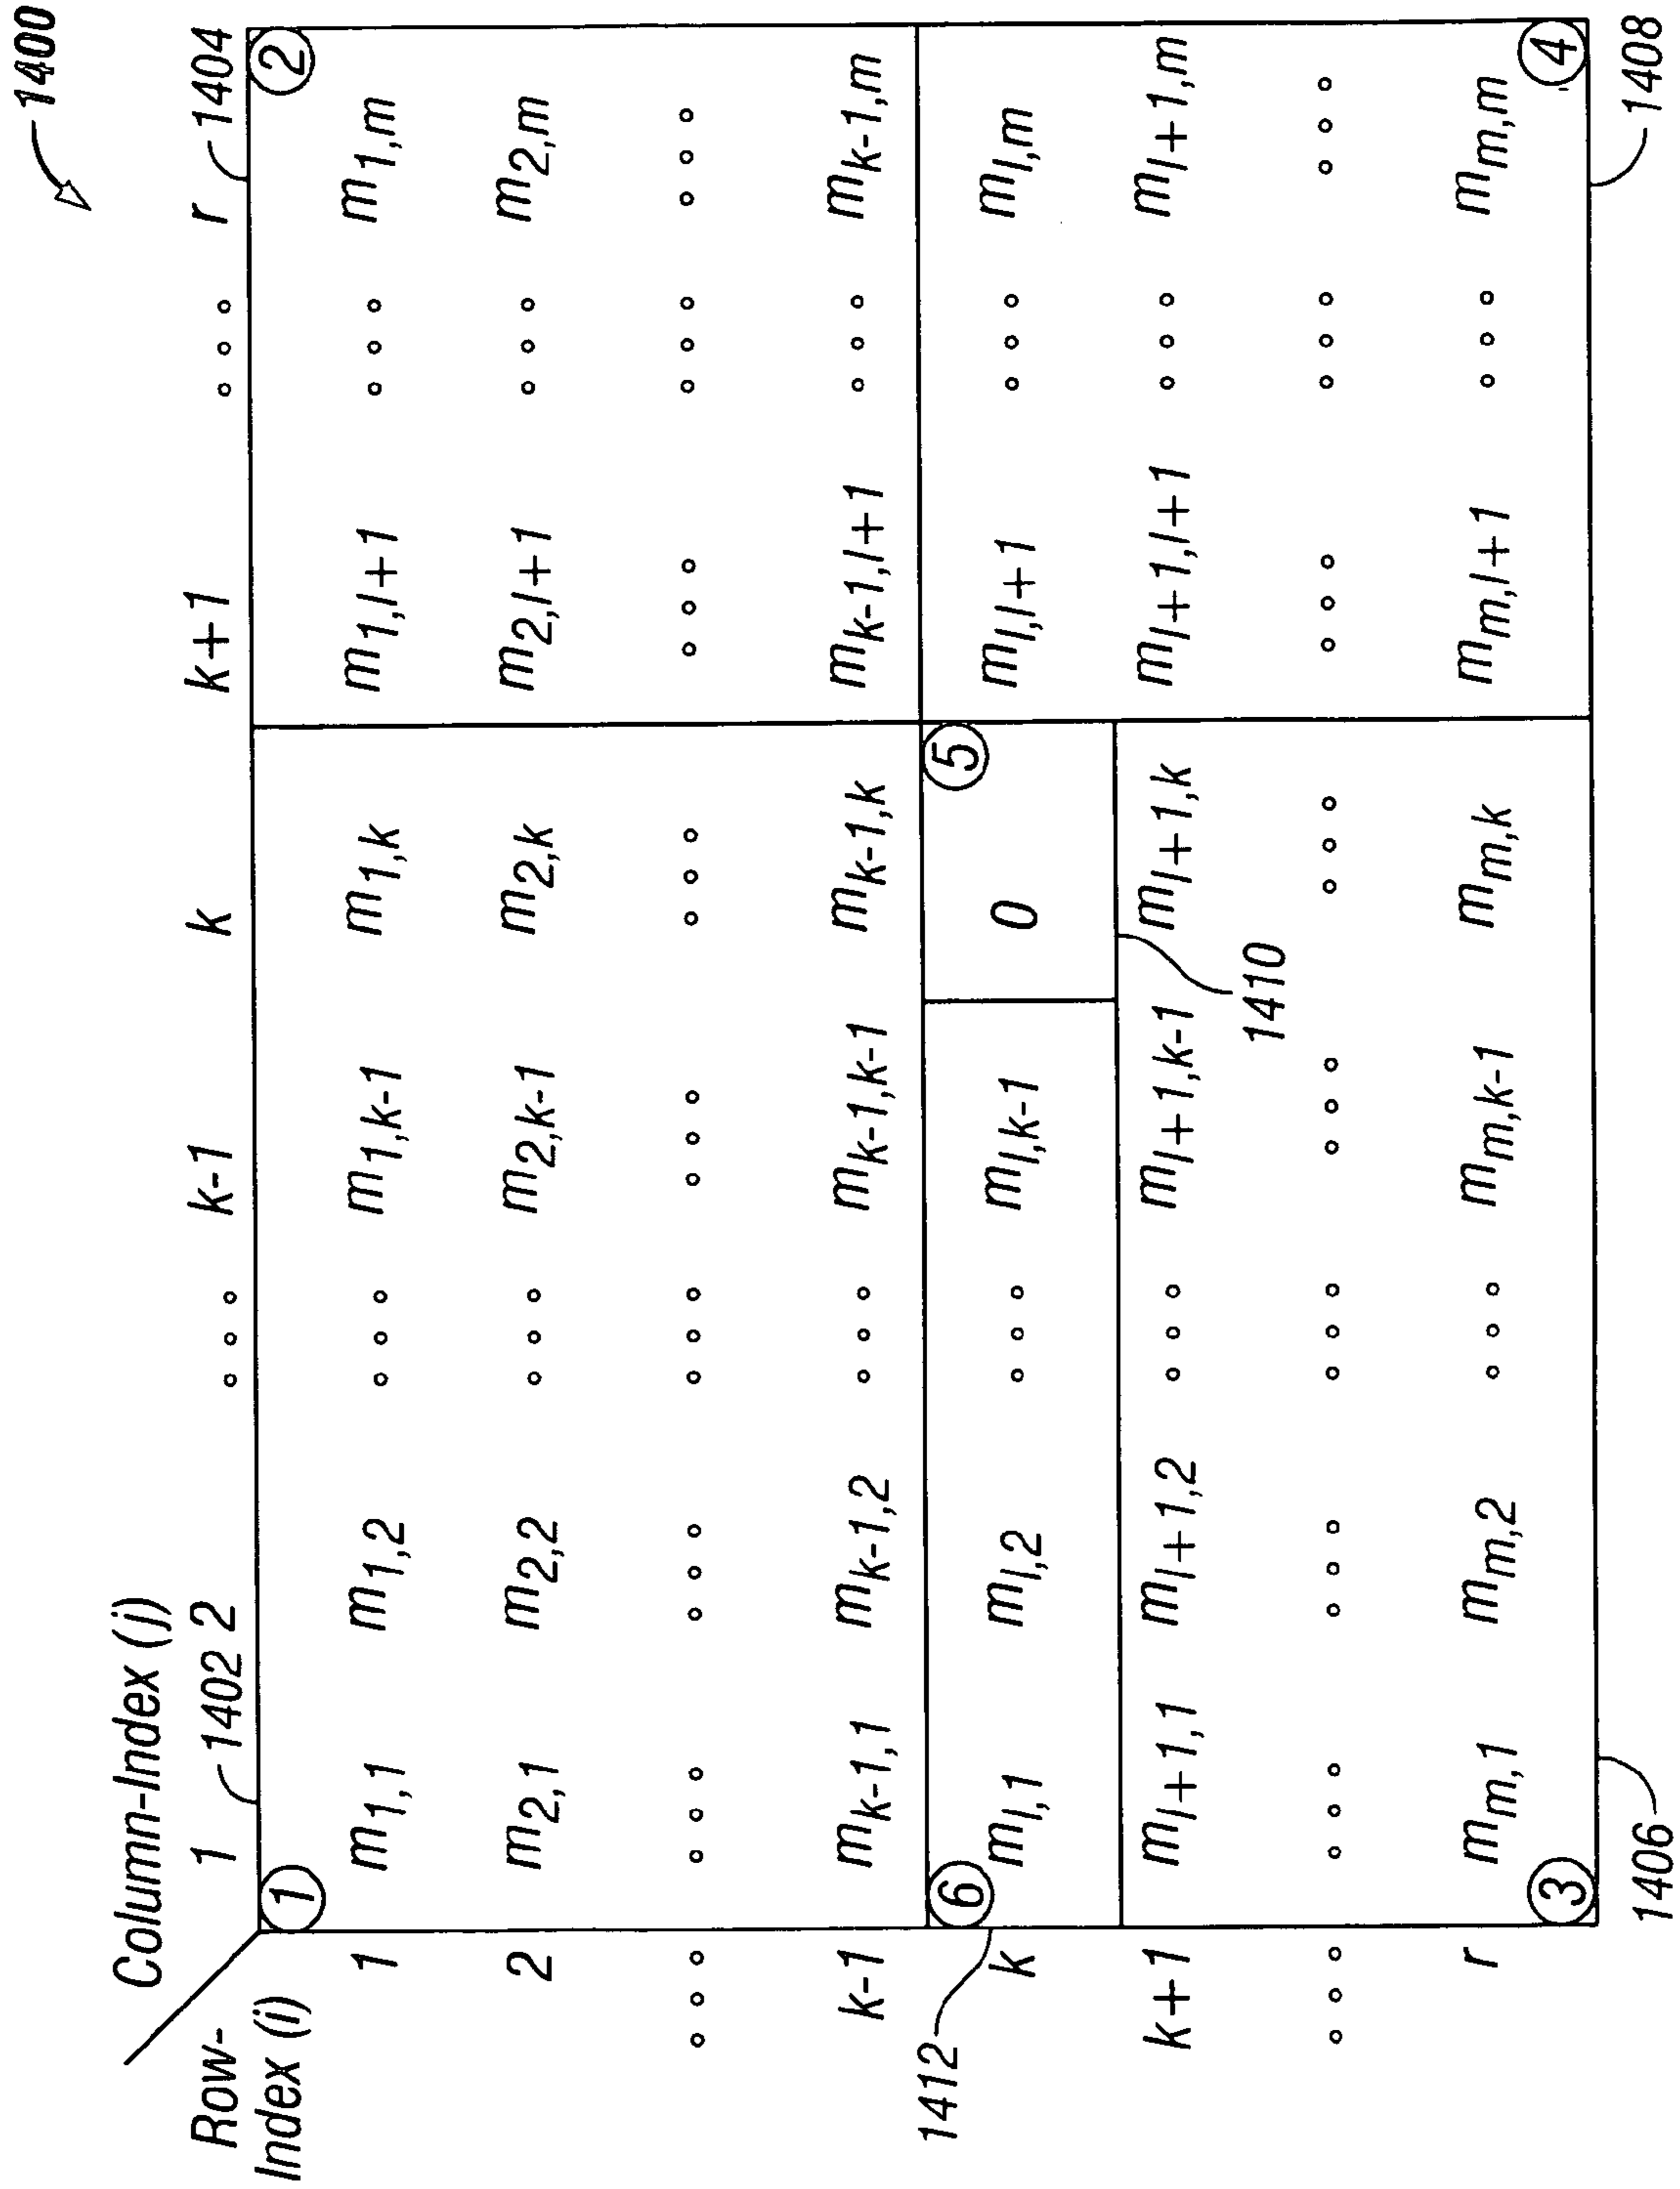 1400
Column-Index (j)
Row-
Index (i)
1 1402 2 ∘ ∘ ∘ k-1 k k+1 ∘ ∘ ∘ r 1404
① ②
1 m1,1 m1,2 ∘ ∘ ∘ m1,k-1 m1,k m1,l+1 ∘ ∘ ∘ m1,m
2 m2,1 m2,2 ∘ ∘ ∘ m2,k-1 m2,k m2,l+1 ∘ ∘ ∘ m2,m
∘ ∘ ∘ ∘ ∘ ∘ ∘ ∘ ∘ ∘ ∘ ∘ ∘ ∘ ∘ ∘ ∘ ∘ ∘ ∘ ∘ ∘ ∘ ∘ ∘ ∘ ∘
k-1 mk-1,1 mk-1,2 ∘ ∘ ∘ mk-1,k-1 mk-1,k mk-1,l+1 ∘ ∘ ∘ mk-1,m
1412 ⑥ ⑤
k ml,1 ml,2 ∘ ∘ ∘ ml,k-1 0 ml,l+1 ∘ ∘ ∘ ml,m
k+1 ml+1,1 ml+1,2 ∘ ∘ ∘ ml+1,k-1 ml+1,k ml+1,l+1 ∘ ∘ ∘ ml+1,m
1410
∘ ∘ ∘ ∘ ∘ ∘ ∘ ∘ ∘ ∘ ∘ ∘ ∘ ∘ ∘ ∘ ∘ ∘ ∘ ∘ ∘ ∘ ∘ ∘ ∘ ∘ ∘
r mm,1 mm,2 ∘ ∘ ∘ mm,k-1 mm,k mm,l+1 ∘ ∘ ∘ mm,m
③ ④
1406 1408